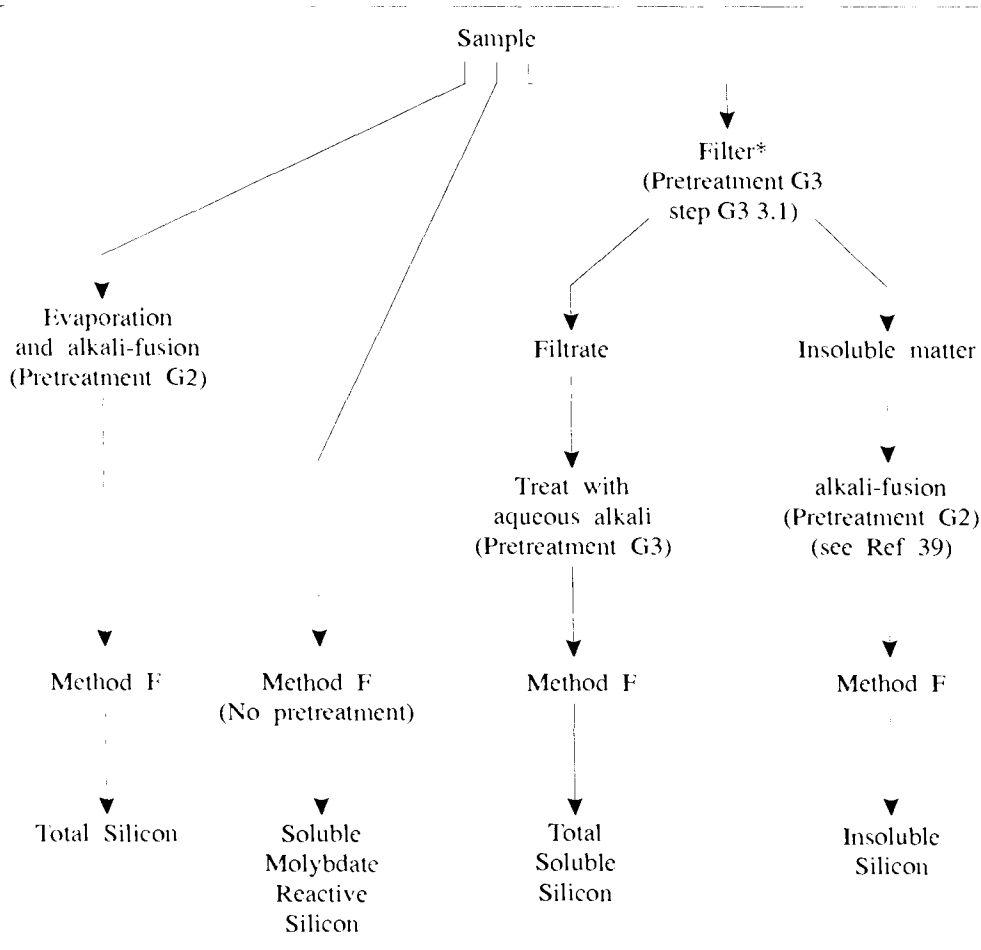 Sample
Filter*
(Pretreatment G3
step G3 3.1)
Evaporation
and alkali-fusion
(Pretreatment G2)
Filtrate
Insoluble matter
Treat with
aqueous alkali
(Pretreatment G3)
alkali-fusion
(Pretreatment G2)
(see Ref 39)
Method F
Method F
(No pretreatment)
Method F
Method F
Total Silicon
Soluble
Molybdate
Reactive
Silicon
Total
Soluble
Silicon
Insoluble
Silicon